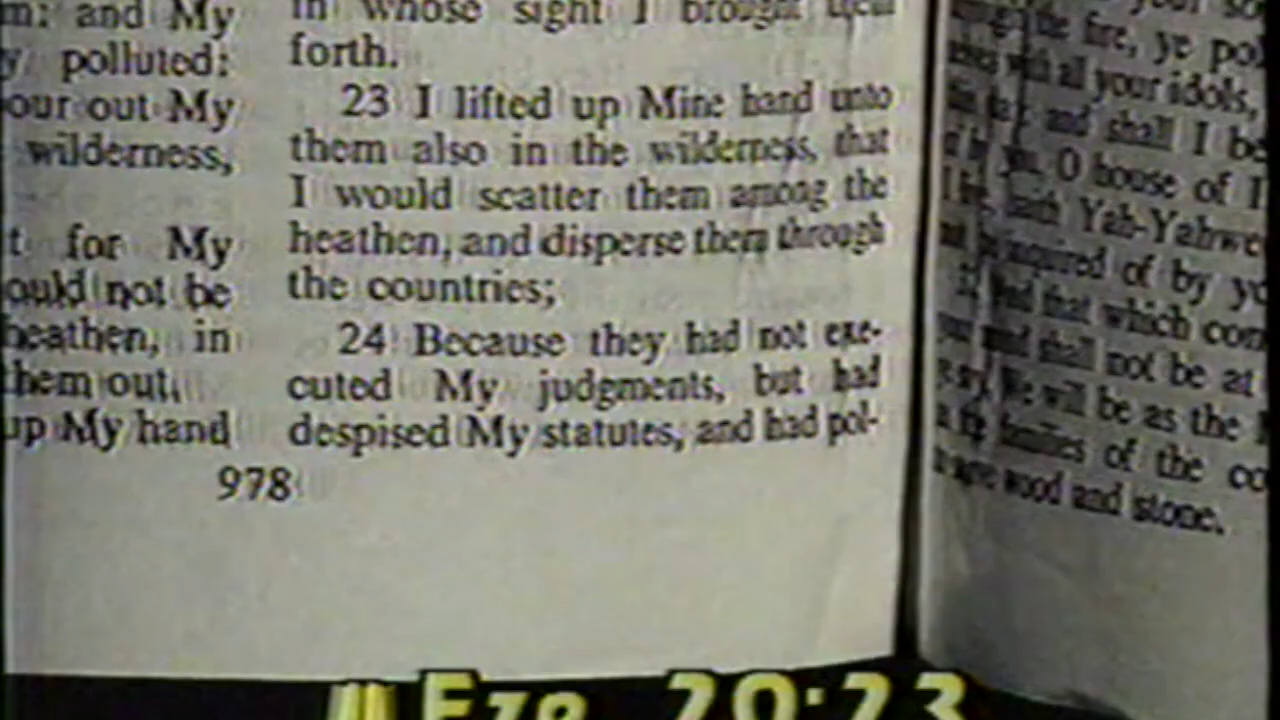 m: and My
polluted:
our out My
wilderness,
t for My
ould not be
heathen, in
them out,
up My hand
in whose sight I brought them
forth.
23 I lifted up Mine hand unto
them also in the wilderness, that
I would scatter them among the
heathen, and disperse them through
the countries;
24 Because they had not exe-
cuted My judgments, but had
despised My statutes, and had pol-
978
the fire, ye pol
with all your idols,
and shall I be
O house of I
Yah-Yahwe
inquired of by yo
that which com
and shall not be at
We will be as the
families of the co
wood and stone.
Eze 20:23